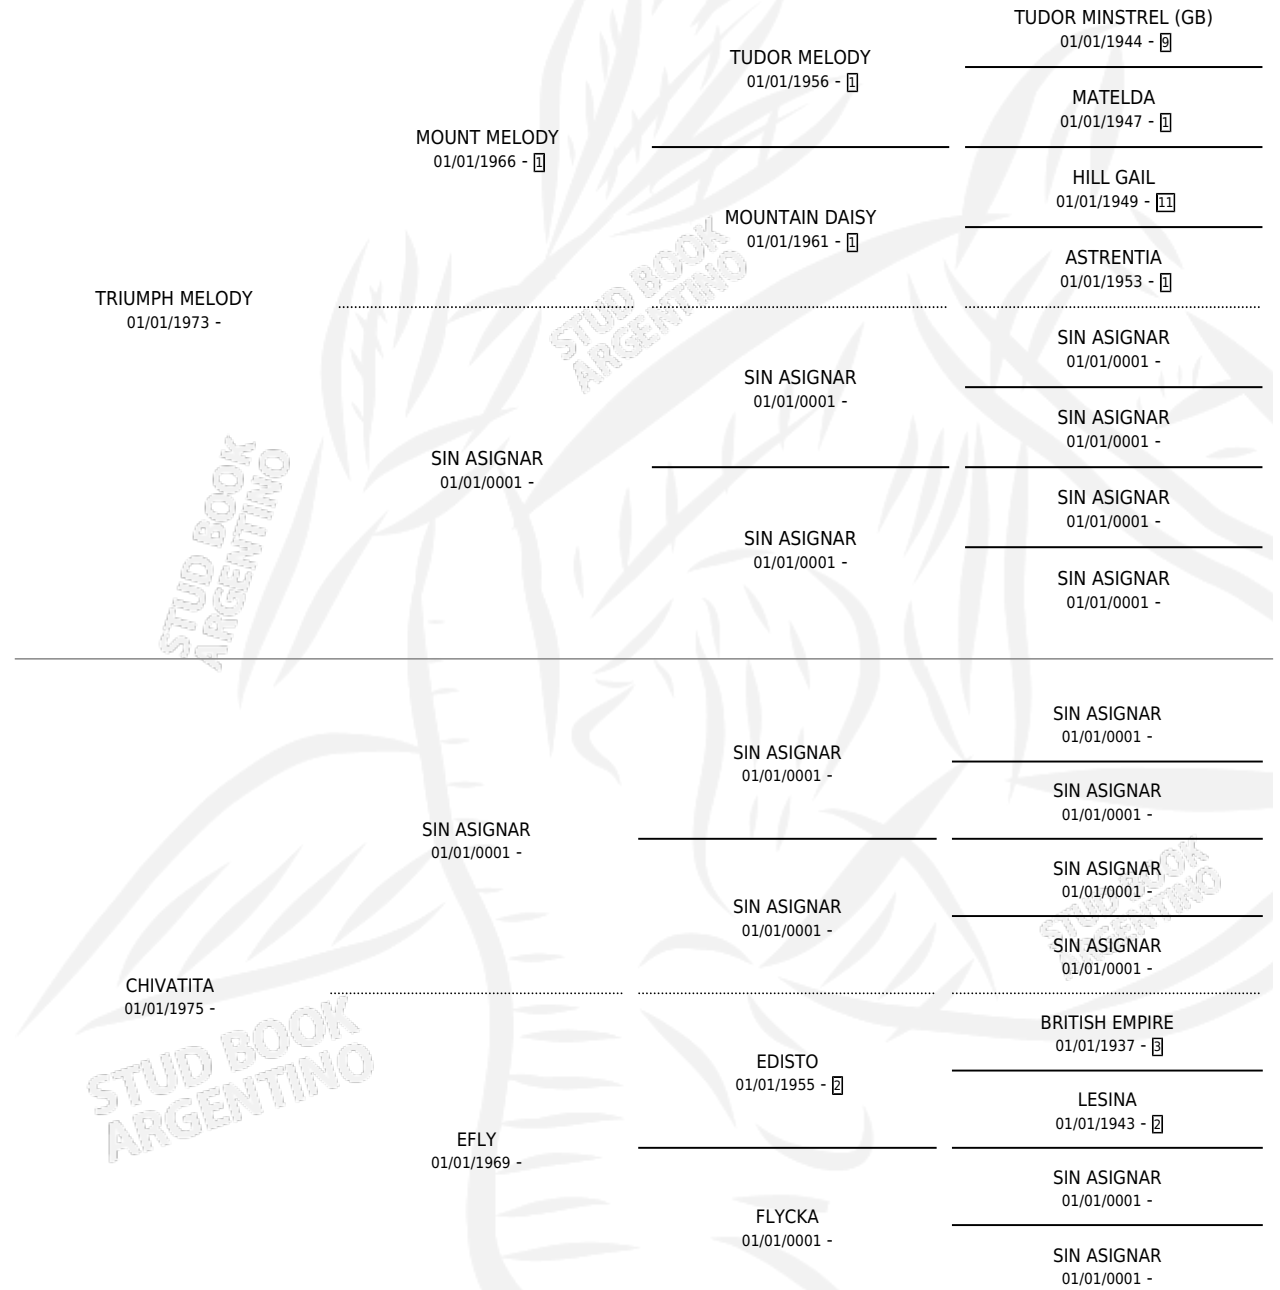 TUDOR MINSTREL (GB)
01/01/1944 - 9
TUDOR MELODY
01/01/1956 - 1
MATELDA
01/01/1947 - 1
MOUNT MELODY
01/01/1966 - 1
HILL GAIL
01/01/1949 - 11
MOUNTAIN DAISY
01/01/1961 - 1
ASTRENTIA
01/01/1953 - 1
TRIUMPH MELODY
01/01/1973 -
SIN ASIGNAR
01/01/0001 -
SIN ASIGNAR
01/01/0001 -
SIN ASIGNAR
01/01/0001 -
SIN ASIGNAR
01/01/0001 -
SIN ASIGNAR
01/01/0001 -
SIN ASIGNAR
01/01/0001 -
SIN ASIGNAR
01/01/0001 -
STUD BOOK
ARGENTINO
STUD BOOK
ARGENTINO
SIN ASIGNAR
01/01/0001 -
SIN ASIGNAR
01/01/0001 -
SIN ASIGNAR
01/01/0001 -
SIN ASIGNAR
01/01/0001 -
SIN ASIGNAR
01/01/0001 -
SIN ASIGNAR
01/01/0001 -
SIN ASIGNAR
01/01/0001 -
STUD BOOK
ARGENTINO
CHIVATITA
01/01/1975 -
BRITISH EMPIRE
01/01/1937 - 3
EDISTO
01/01/1955 - 2
LESINA
01/01/1943 - 2
EFLY
01/01/1969 -
SIN ASIGNAR
01/01/0001 -
FLYCKA
01/01/0001 -
SIN ASIGNAR
01/01/0001 -
STUD BOOK
ARGENTINO